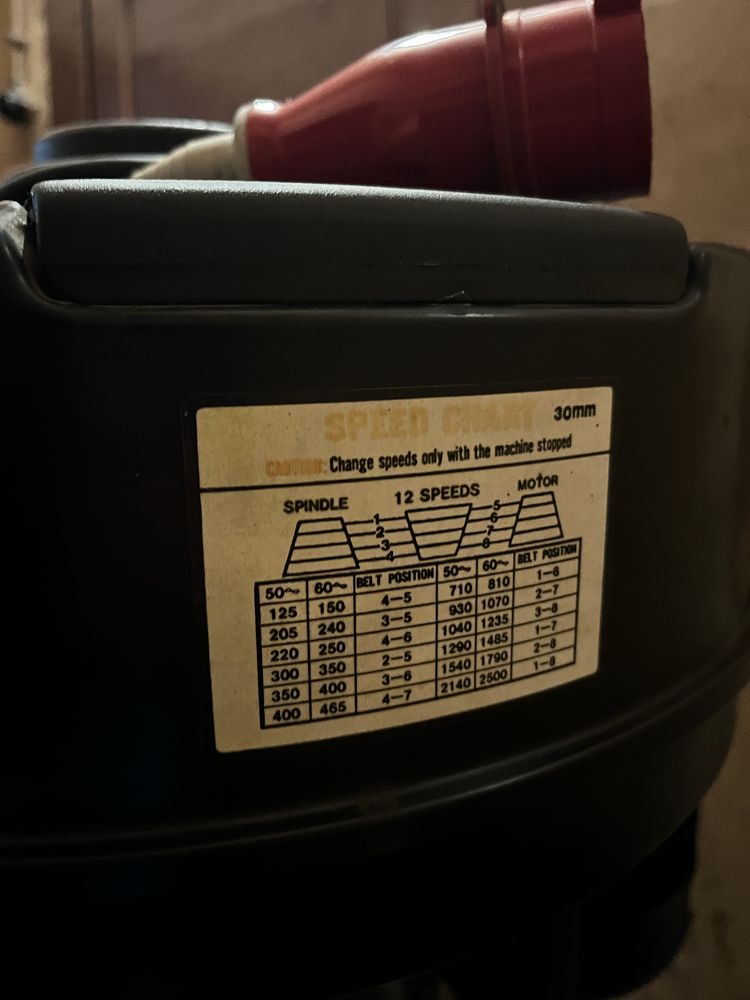 SPEED CHART 30mm
CAUTION: Change speeds only with the machine stopped
SPINDLE 12 SPEEDS MOTOR
1 5
2 6
3 7
4 8
50~ 60~ BELT POSITION 50~ 60~ BELT POSITION
125 150 4-5 710 810 1-6
205 240 3-5 930 1070 2-7
220 250 4-6 1040 1235 3-8
300 350 2-5 1290 1485 1-7
350 400 3-6 1540 1790 2-8
400 465 4-7 2140 2500 1-8